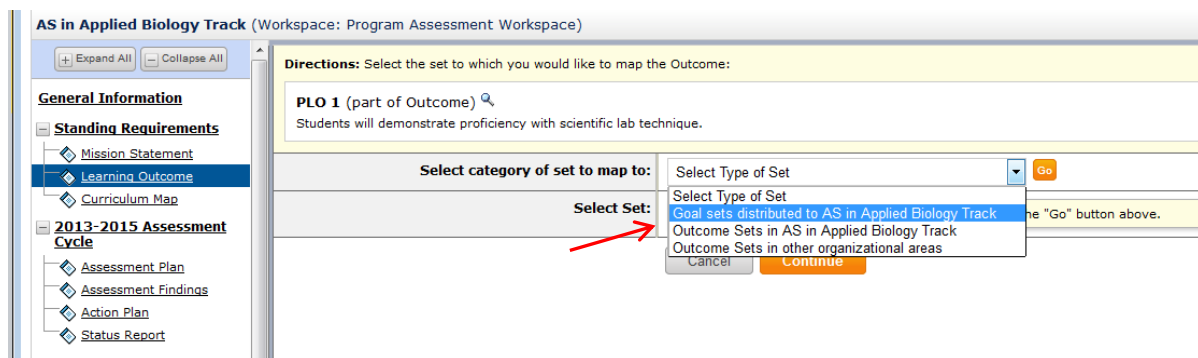 AS in Applied Biology Track (Workspace: Program Assessment Workspace)
Expand All Collapse All
General Information
Standing Requirements
Mission Statement
Learning Outcome
Curriculum Map
2013-2015 Assessment
Cycle
Assessment Plan
Assessment Findings
Action Plan
Status Report
Directions: Select the set to which you would like to map the Outcome:
PLO 1 (part of Outcome)
Students will demonstrate proficiency with scientific lab technique.
Select category of set to map to: Select Type of Set Go
Select Type of Set
Goal sets distributed to AS in Applied Biology Track
Outcome Sets in AS in Applied Biology Track
Outcome Sets in other organizational areas
Select Set: he "Go" button above.
Cancel Continue